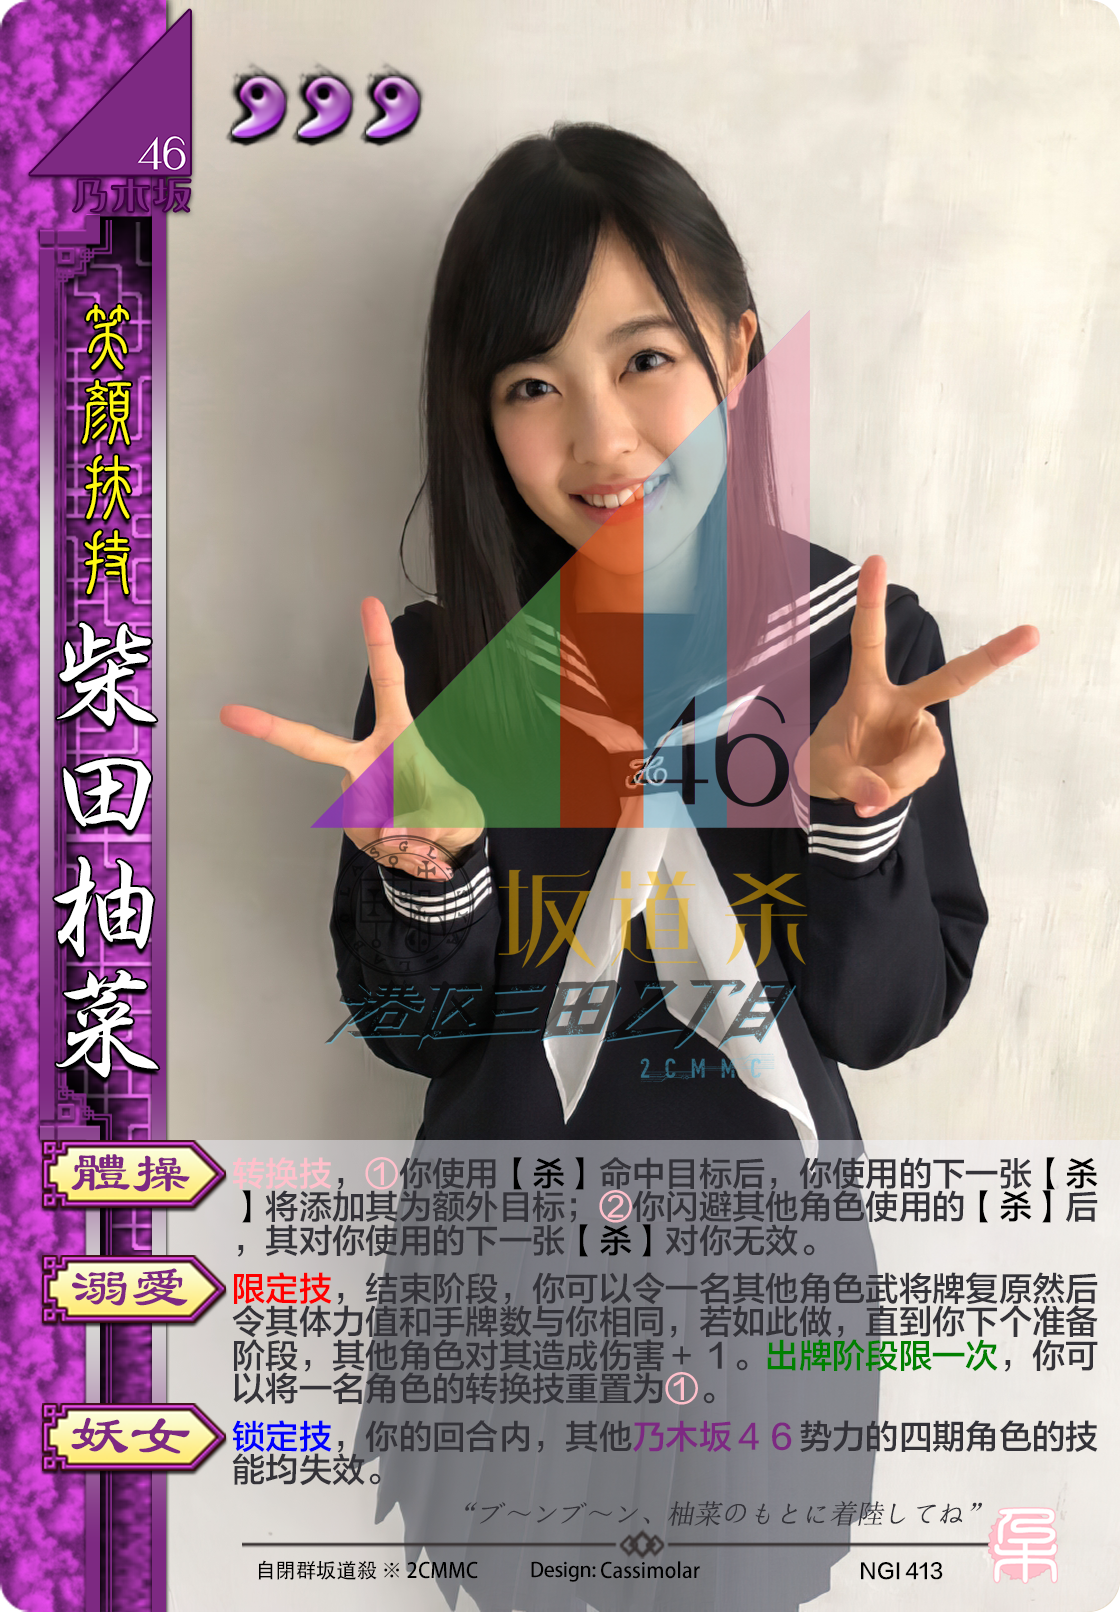 46
乃木坂
笑顔扶持
柴田柚菜
46
坂道杀
港区三田2丁目
2CMMC
體操
转换技，①你使用【杀】命中目标后，你使用的下一张【杀
】将添加其为额外目标；②你闪避其他角色使用的【杀】后
，其对你使用的下一张【杀】对你无效。
溺愛
限定技，结束阶段，你可以令一名其他角色武将牌复原然后
令其体力值和手牌数与你相同，若如此做，直到你下个准备
阶段，其他角色对其造成伤害＋１。出牌阶段限一次，你可
以将一名角色的转换技重置为①。
妖女
锁定技，你的回合内，其他乃木坂４６势力的四期角色的技
能均失效。
“ブ～ンブ～ン、柚菜のもとに着陸してね”
自閉群坂道殺 ※ 2CMMC
Design: Cassimolar
NGI 413